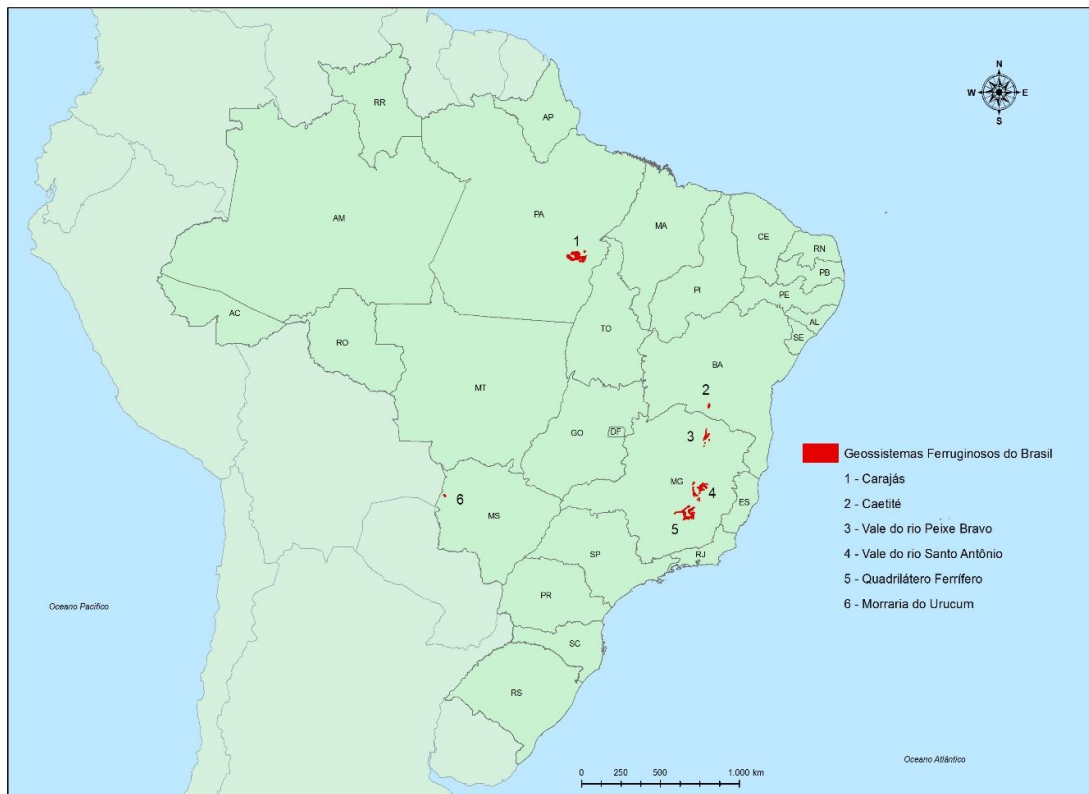 N
W E
S
RR
AP
AM
PA
1
MA
CE
RN
PB
PI
PE
AL
SE
AC
RO
TO
BA
MT
2
GO
DF
3
MG
4
ES
6
MS
5
SP
RJ
PR
SC
RS
Geossistemas Ferruginosos do Brasil
1 - Carajás
2 - Caetité
3 - Vale do rio Peixe Bravo
4 - Vale do rio Santo Antônio
5 - Quadrilátero Ferrífero
6 - Morraria do Urucum
Oceano Pacífico
Oceano Atlántico
0 250 500 1.000 km